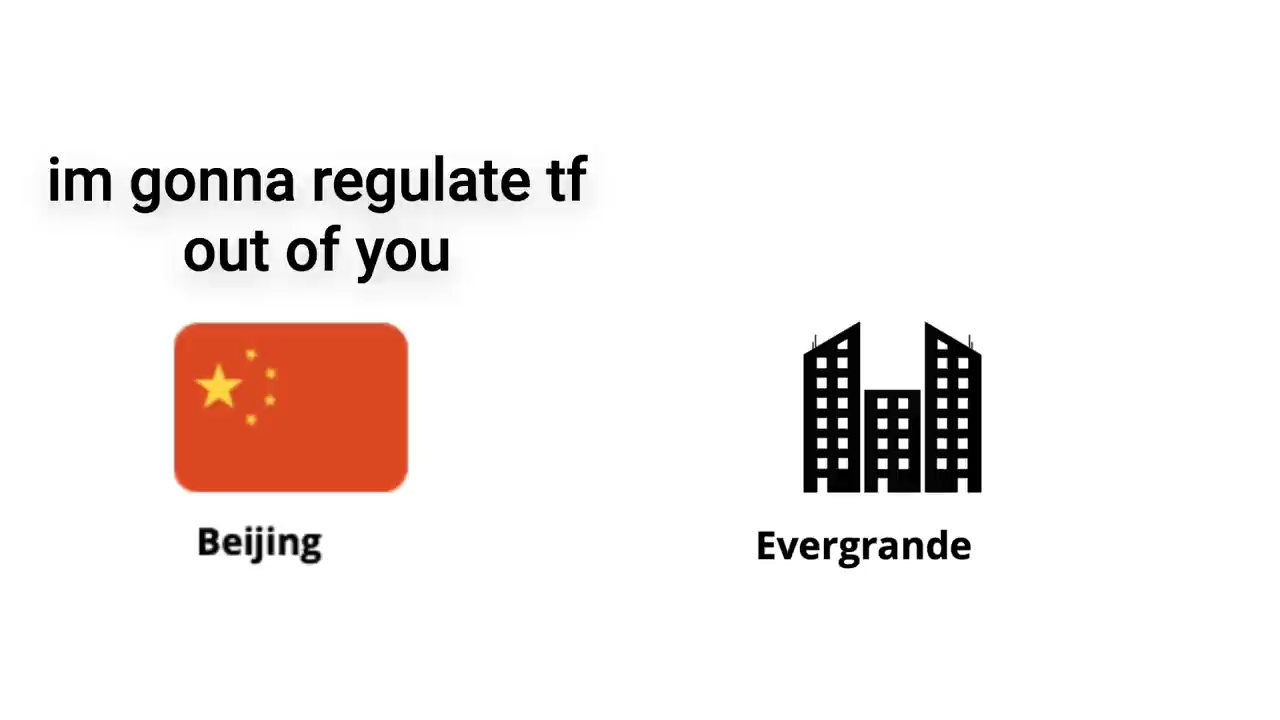 im gonna regulate tf
out of you
Beijing
Evergrande